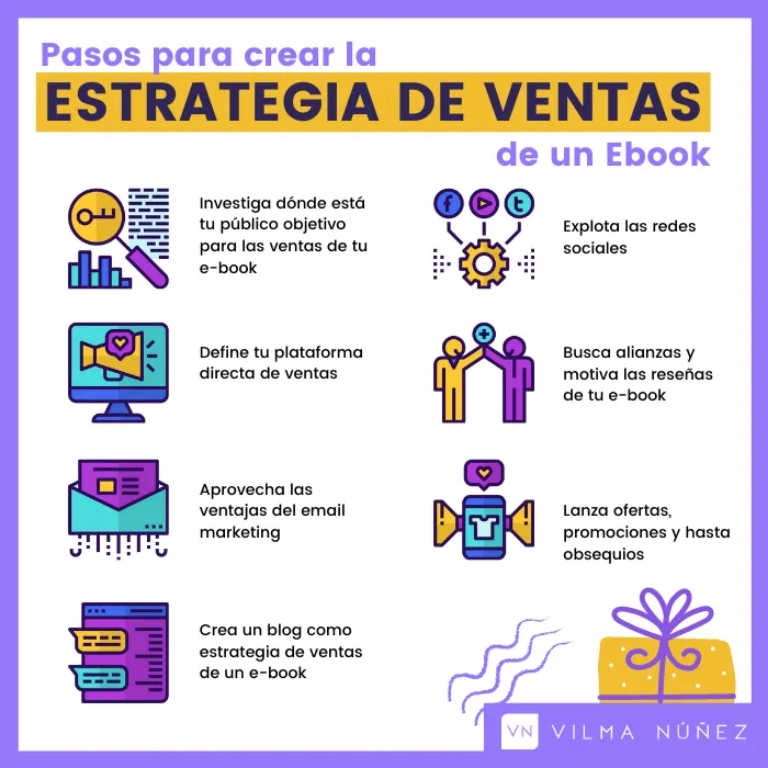 Pasos para crear la
ESTRATEGIA DE VENTAS
de un Ebook
Investiga dónde está
tu público objetivo
para las ventas de tu
e-book
Define tu plataforma
directa de ventas
Aprovecha las
ventajas del email
marketing
Crea un blog como
estrategia de ventas
de un e-book
Explota las redes
sociales
Busca alianzas y
motiva las reseñas
de tu e-book
Lanza ofertas,
promociones y hasta
obsequios
VN VILMA NÚÑEZ